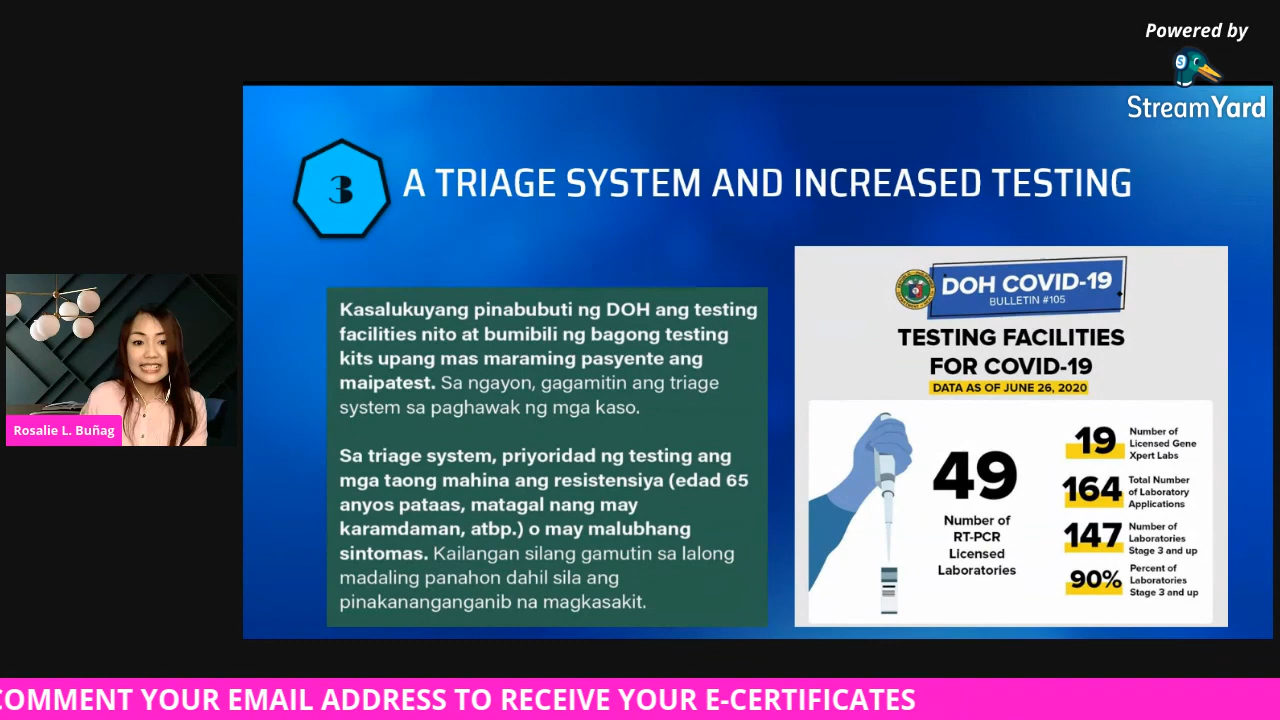 Powered by
StreamYard
3
A TRIAGE SYSTEM AND INCREASED TESTING
Kasalukuyang pinabubuti ng DOH ang testing
facilities nito at bumibili ng bagong testing
kits upang mas maraming pasyente ang
maipatest. Sa ngayon, gagamitin ang triage
system sa paghawak ng mga kaso.
Sa triage system, priyoridad ng testing ang
mga taong mahina ang resistensiya (edad 65
anyos pataas, matagal nang may
karamdaman, atbp.) o may malubhang
sintomas. Kailangan silang gamutin sa lalong
madaling panahon dahil sila ang
pinakananganganib na magkasakit.
DOH COVID-19
BULLETIN #105
TESTING FACILITIES
FOR COVID-19
DATA AS OF JUNE 26, 2020
49
Number of
RT-PCR
Licensed
Laboratories
19
Number of
Licensed Gene
Xpert Labs
164
Total Number
of Laboratory
Applications
147
Number of
Laboratories
Stage 3 and up
90%
Percent of
Laboratories
Stage 3 and up
Rosalie L. Buñag
COMMENT YOUR EMAIL ADDRESS TO RECEIVE YOUR E-CERTIFICATES